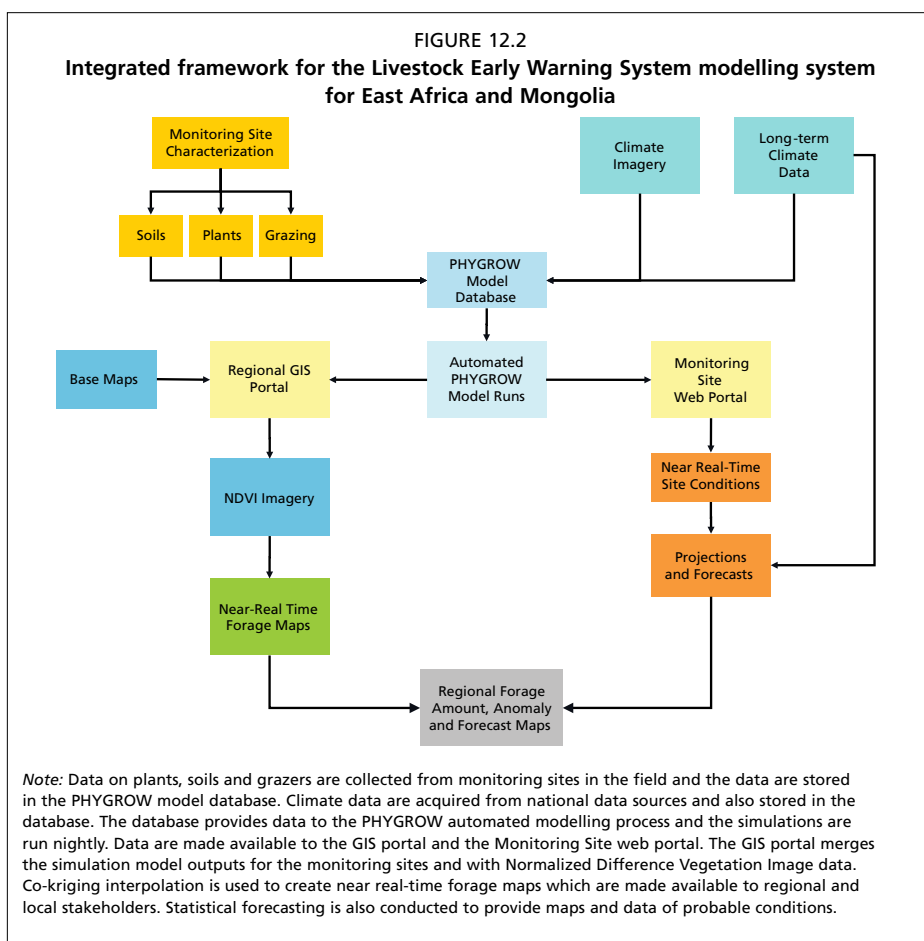 FIGURE 12.2
Integrated framework for the Livestock Early Warning System modelling system
for East Africa and Mongolia
Monitoring Site
Characterization
Climate
Imagery
Long-term
Climate
Data
Soils
Plants
Grazing
PHYGROW
Model
Database
Base Maps
Regional GIS
Portal
Automated
PHYGROW
Model Runs
Monitoring
Site
Web Portal
NDVI Imagery
Near Real-Time
Site Conditions
Projections
and Forecasts
Near-Real Time
Forage Maps
Regional Forage
Amount, Anomaly
and Forecast Maps
Note: Data on plants, soils and grazers are collected from monitoring sites in the field and the data are stored
in the PHYGROW model database. Climate data are acquired from national data sources and also stored in the
database. The database provides data to the PHYGROW automated modelling process and the simulations are
run nightly. Data are made available to the GIS portal and the Monitoring Site web portal. The GIS portal merges
the simulation model outputs for the monitoring sites and with Normalized Difference Vegetation Image data.
Co-kriging interpolation is used to create near real-time forage maps which are made available to regional and
local stakeholders. Statistical forecasting is also conducted to provide maps and data of probable conditions.